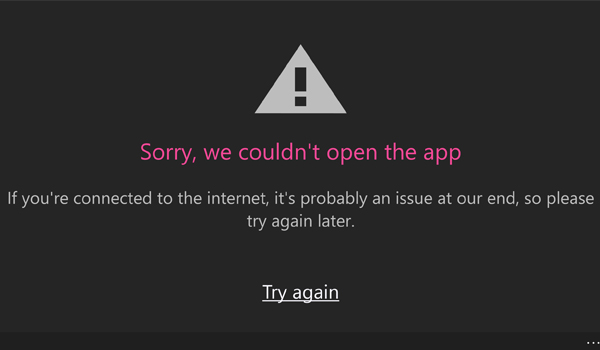 Sorry, we couldn't open the app
If you're connected to the internet, it's probably an issue at our end, so please
try again later.
Try again
...